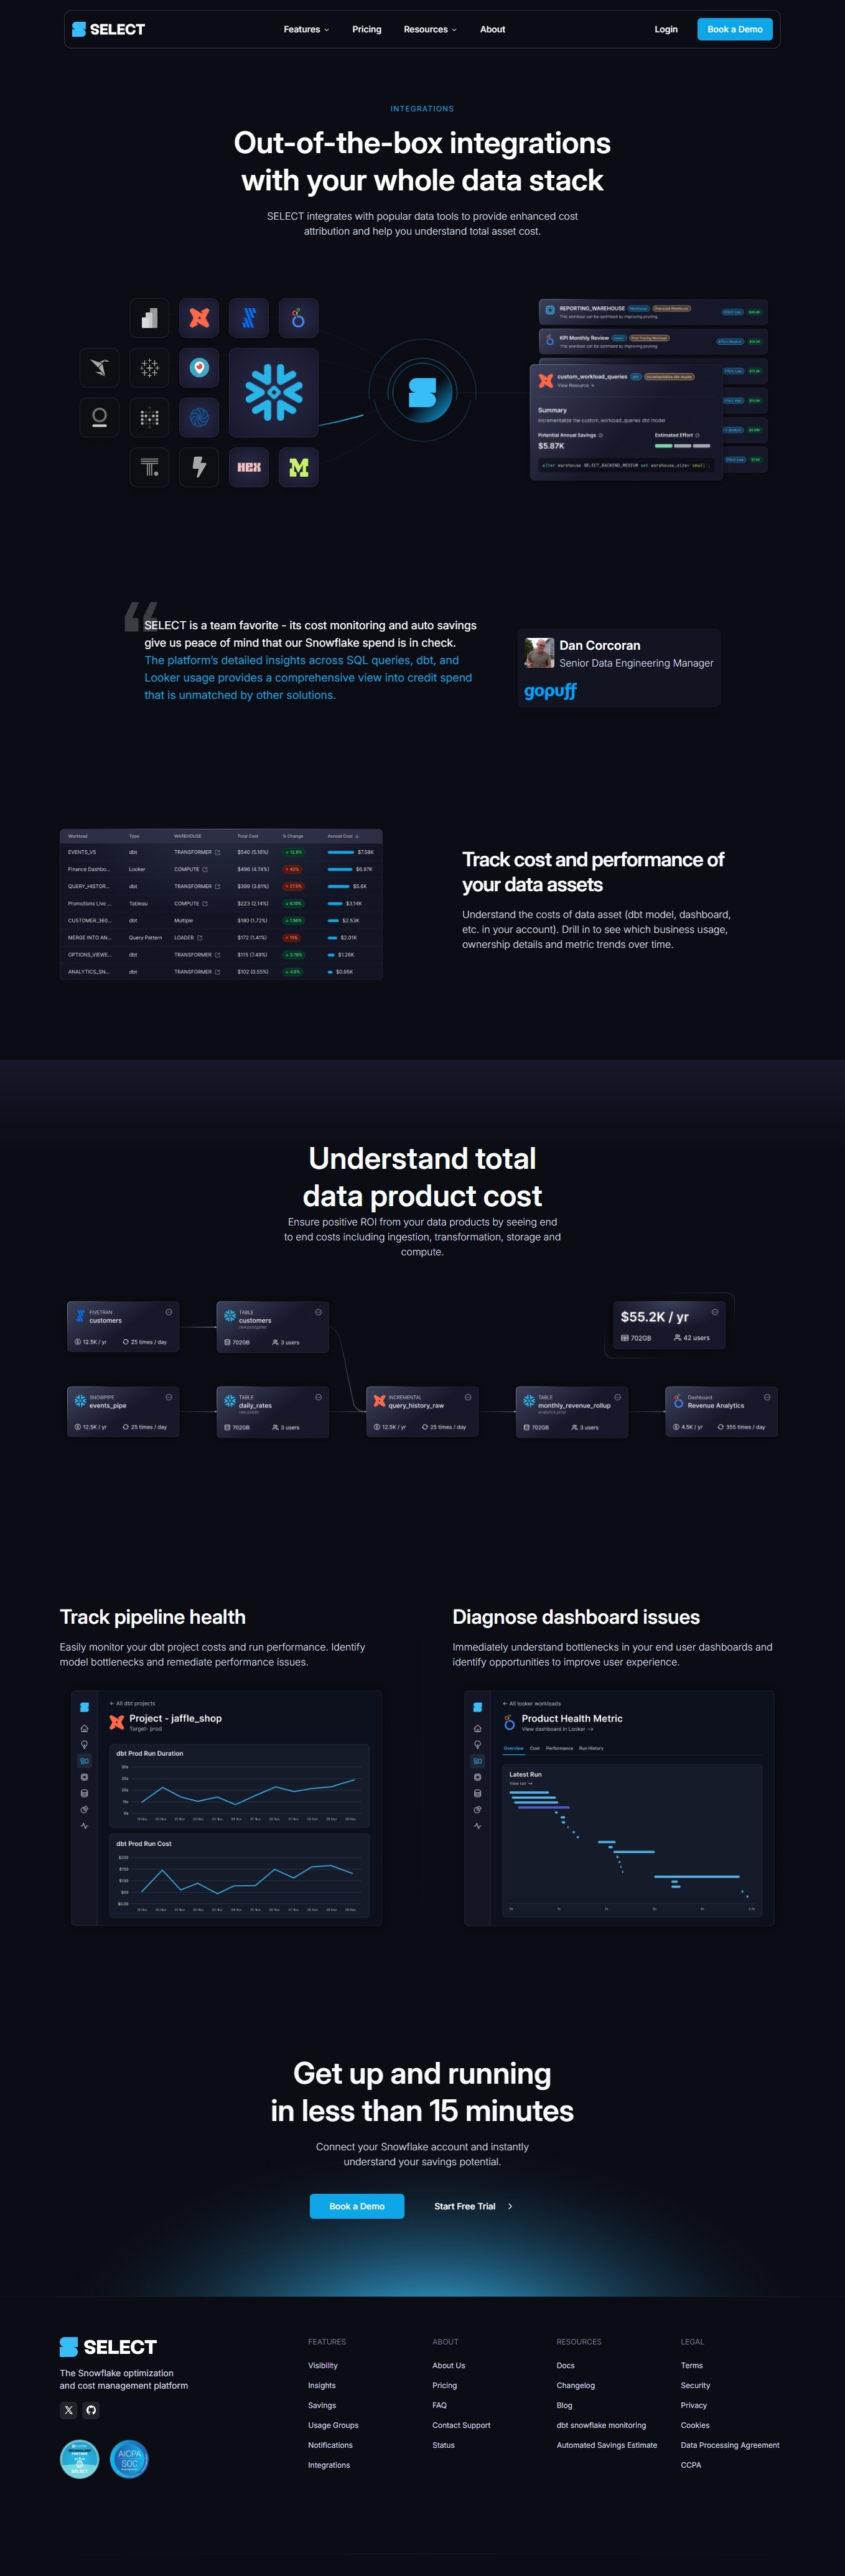 SELECT
Features
Pricing
Resources
About
Login
Book a Demo
INTEGRATIONS
Out-of-the-box integrations
with your whole data stack
SELECT integrates with popular data tools to provide enhanced cost
attribution and help you understand total asset cost.
HEX
REPORTING_WAREHOUSE
This workload can be optimised by improving pruning.
KPI Monthly Review
This workload can be optimised by improving pruning.
custom_workload_queries
View Resource →
Summary
Incrementalize the custom_workload_queries dbt model
Potential Annual Savings
Estimated Effort
$5.87K
SELECT is a team favorite - its cost monitoring and auto savings
give us peace of mind that our Snowflake spend is in check.
The platform's detailed insights across SQL queries, dbt, and
Looker usage provides a comprehensive view into credit spend
that is unmatched by other solutions.
Dan Corcoran
Senior Data Engineering Manager
gopuff
Workload Type WAREHOUSE Total Cost % Change Annual Cost ↓
EVENTS_VS dbt TRANSFORMER $540 (5.16%) 12.9% $7.58K
Finance Dashbo... Looker COMPUTE $496 (4.74%) 42% $6.97K
QUERY_HISTOR... dbt TRANSFORMER $399 (3.81%) 27.5% $5.6K
Promotions Live ... Tableau COMPUTE $223 (2.14%) 6.19% $3.14K
CUSTOMER_360... dbt Multiple $180 (1.72%) 1.96% $2.53K
MERGE INTO AN... Query Pattern LOADER $172 (1.41%) 11% $2.01K
OPTIONS_VIEWE... dbt TRANSFORMER $115 (7.49%) 3.76% $1.26K
ANALYTICS_SN... dbt TRANSFORMER $102 (0.55%) 4.8% $0.95K
Track cost and performance of
your data assets
Understand the costs of data asset (dbt model, dashboard,
etc. in your account). Drill in to see which business usage,
ownership details and metric trends over time.
Understand total
data product cost
Ensure positive ROI from your data products by seeing end
to end costs including ingestion, transformation, storage and
compute.
FIVETRAN
customers
12.5K / yr 25 times / day
TABLE
customers
702GB 3 users
$55.2K / yr
702GB 42 users
SNOWPIPE
events_pipe
12.5K / yr 25 times / day
TABLE
daily_rates
702GB 3 users
INCREMENTAL
query_history_raw
12.5K / yr 25 times / day
TABLE
monthly_revenue_rollup
702GB 3 users
Dashboard
Revenue Analytics
4.5K / yr 355 times / day
Track pipeline health
Easily monitor your dbt project costs and run performance. Identify
model bottlenecks and remediate performance issues.
← All dbt projects
Project - jaffle_shop
Target- prod
dbt Prod Run Duration
dbt Prod Run Cost
Diagnose dashboard issues
Immediately understand bottlenecks in your end user dashboards and
identify opportunities to improve user experience.
← All looker workloads
Product Health Metric
View dashboard in Looker →
Overview Cost Performance Run History
Latest Run
View run →
Get up and running
in less than 15 minutes
Connect your Snowflake account and instantly
understand your savings potential.
Book a Demo
Start Free Trial
SELECT
The Snowflake optimization
and cost management platform
SELECT
AICPA
SOC
FEATURES
Visibility
Insights
Savings
Usage Groups
Notifications
Integrations
ABOUT
About Us
Pricing
FAQ
Contact Support
Status
RESOURCES
Docs
Changelog
Blog
dbt snowflake monitoring
Automated Savings Estimate
LEGAL
Terms
Security
Privacy
Cookies
Data Processing Agreement
CCPA